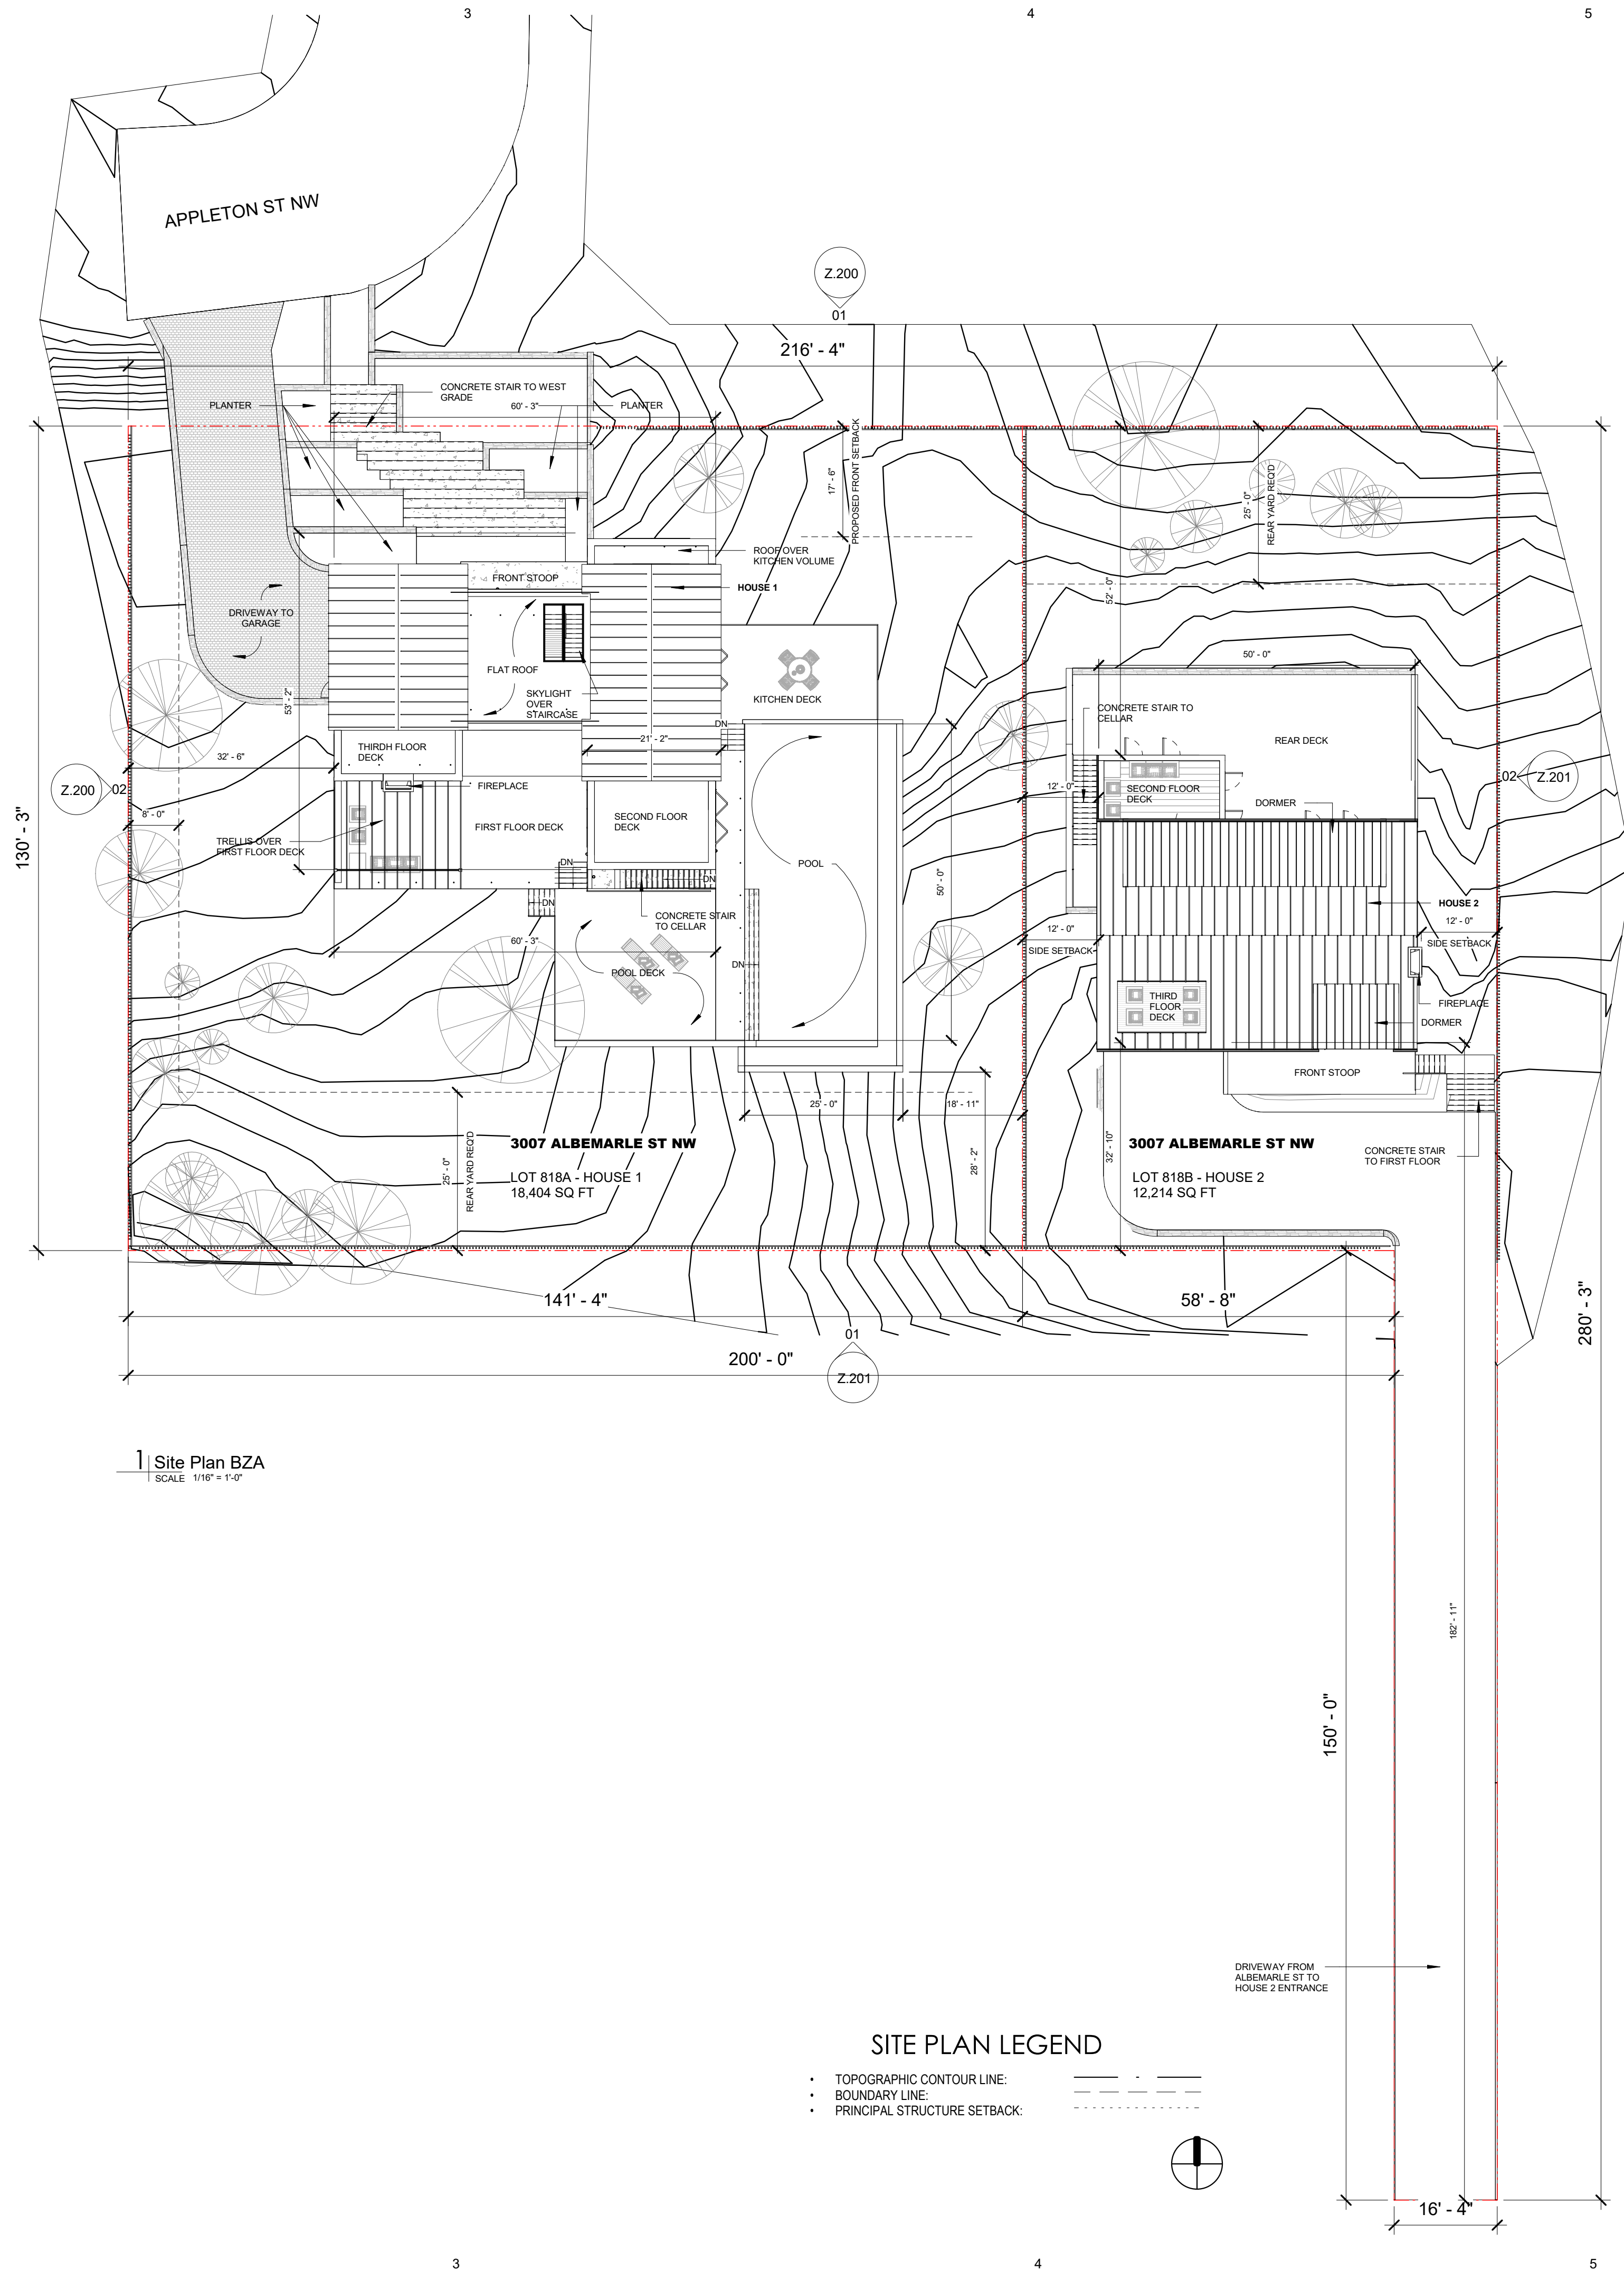 3
4
5
APPLETON ST NW
Z.200
01
216' - 4"
CONCRETE STAIR TO WEST
GRADE
PLANTER
60' - 3"
PLANTER
17' - 6"
PROPOSED FRONT SETBACK
25' - 0"
REAR YARD REQ'D
ROOF OVER
KITCHEN VOLUME
FRONT STOOP
HOUSE 1
52' - 0"
DRIVEWAY TO
GARAGE
FLAT ROOF
SKYLIGHT
OVER
STAIRCASE
KITCHEN DECK
50' - 0"
53' - 2"
CONCRETE STAIR TO
CELLAR
DN
21' - 2"
REAR DECK
THIRDH FLOOR
DECK
32' - 6"
Z.200
02
02
Z.201
FIREPLACE
12' - 0"
SECOND FLOOR
DECK
DORMER
8' - 0"
130' - 3"
FIRST FLOOR DECK
SECOND FLOOR
DECK
TRELLIS OVER
FIRST FLOOR DECK
DN
POOL
50' - 0"
DN
DN
HOUSE 2
CONCRETE STAIR
TO CELLAR
12' - 0"
12' - 0"
60' - 3"
SIDE SETBACK
SIDE SETBACK
DN
POOL DECK
THIRD
FLOOR
DECK
FIREPLACE
DORMER
FRONT STOOP
25' - 0"
18' - 11"
3007 ALBEMARLE ST NW
3007 ALBEMARLE ST NW
25' - 0"
REAR YARD REQ'D
28' - 2"
32' - 10"
CONCRETE STAIR
TO FIRST FLOOR
LOT 818A - HOUSE 1
18,404 SQ FT
LOT 818B - HOUSE 2
12,214 SQ FT
141' - 4"
58' - 8"
280' - 3"
01
200' - 0"
Z.201
1
Site Plan BZA
SCALE 1/16" = 1'-0"
182' - 11"
150' - 0"
DRIVEWAY FROM
ALBEMARLE ST TO
HOUSE 2 ENTRANCE
SITE PLAN LEGEND
• TOPOGRAPHIC CONTOUR LINE:
• BOUNDARY LINE:
• PRINCIPAL STRUCTURE SETBACK:
16' - 4"
3
4
5